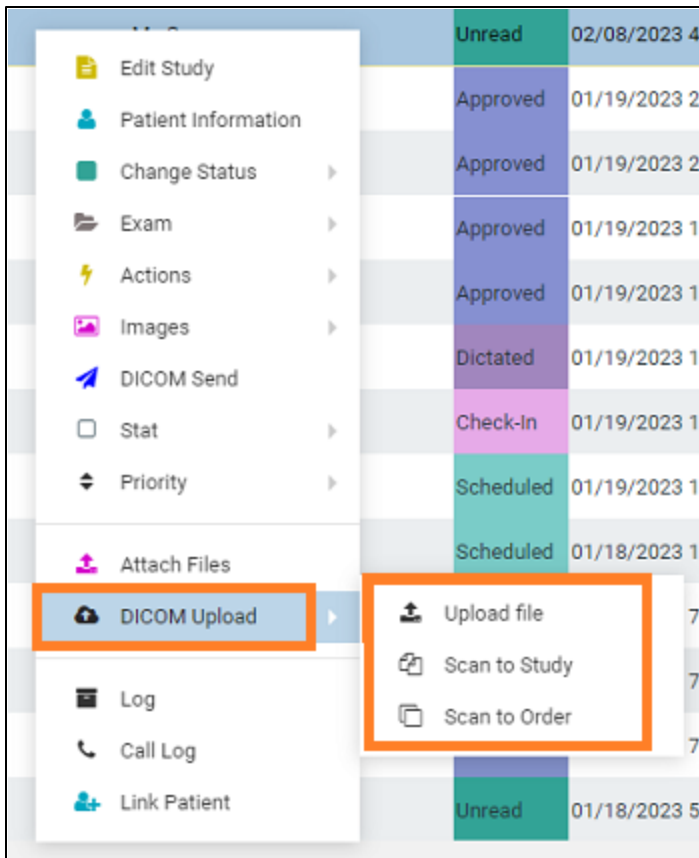 Unread 02/08/2023 4
Edit Study
Approved 01/19/2023 2
Patient Information
Approved 01/19/2023 2
Change Status
Approved 01/19/2023 1
Exam
Approved 01/19/2023 1
Actions
Images
Dictated 01/19/2023 1
DICOM Send
Check-In 01/19/2023 1
Stat
Priority
Scheduled 01/19/2023 1
Scheduled 01/18/2023 1
Attach Files
DICOM Upload
Upload file
7
Scan to Study
7
Scan to Order
7
Log
Call Log
Link Patient
Unread 01/18/2023 5